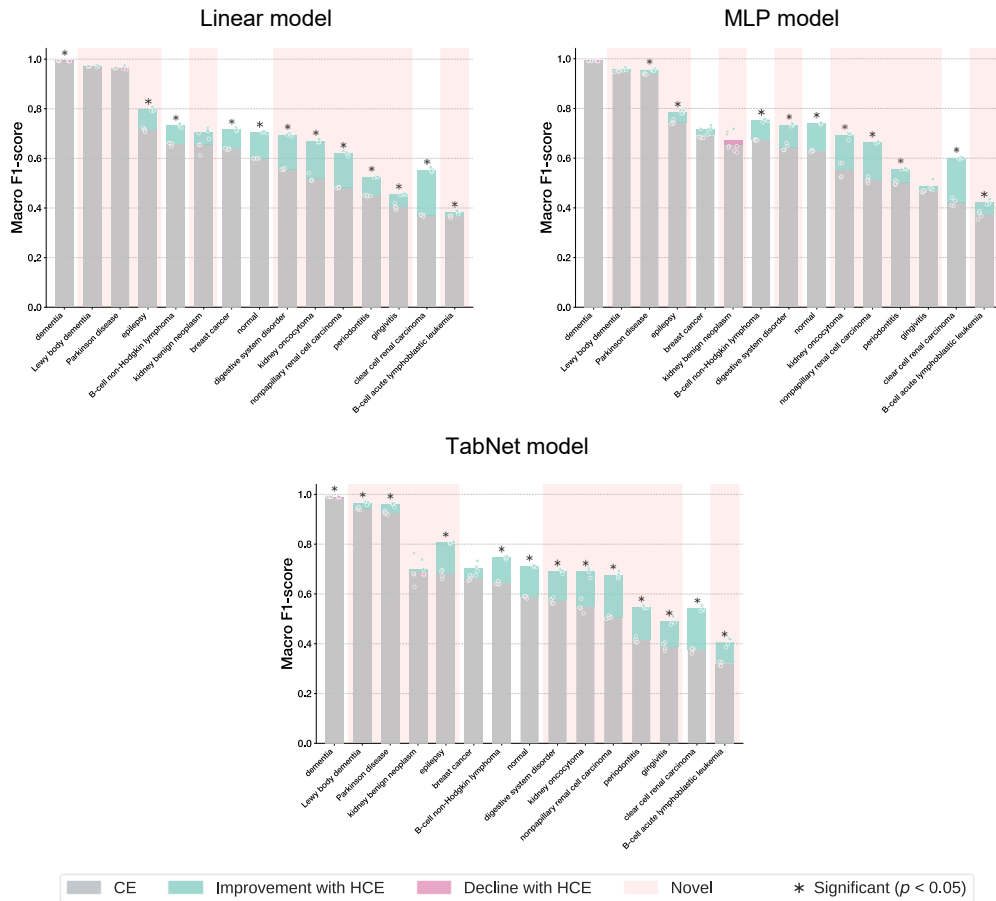 Linear model
MLP model
Macro F1-score
1.0
0.8
0.6
0.4
0.2
0.0
dementia
Lewy body dementia
Parkinson disease
epilepsy
B-cell non-Hodgkin lymphoma
kidney benign neoplasm
breast cancer
normal
digestive system disorder
kidney oncocytoma
nonpapillary renal cell carcinoma
periodontitis
gingivitis
clear cell renal carcinoma
B-cell acute lymphoblastic leukemia
Macro F1-score
1.0
0.8
0.6
0.4
0.2
0.0
dementia
Lewy body dementia
Parkinson disease
epilepsy
breast cancer
kidney benign neoplasm
B-cell non-Hodgkin lymphoma
digestive system disorder
normal
kidney oncocytoma
nonpapillary renal cell carcinoma
periodontitis
gingivitis
clear cell renal carcinoma
B-cell acute lymphoblastic leukemia
TabNet model
Macro F1-score
1.0
0.8
0.6
0.4
0.2
0.0
dementia
Lewy body dementia
Parkinson disease
kidney benign neoplasm
epilepsy
breast cancer
B-cell non-Hodgkin lymphoma
normal
digestive system disorder
kidney oncocytoma
nonpapillary renal cell carcinoma
periodontitis
gingivitis
clear cell renal carcinoma
B-cell acute lymphoblastic leukemia
CE Improvement with HCE Decline with HCE Novel * Significant (p < 0.05)